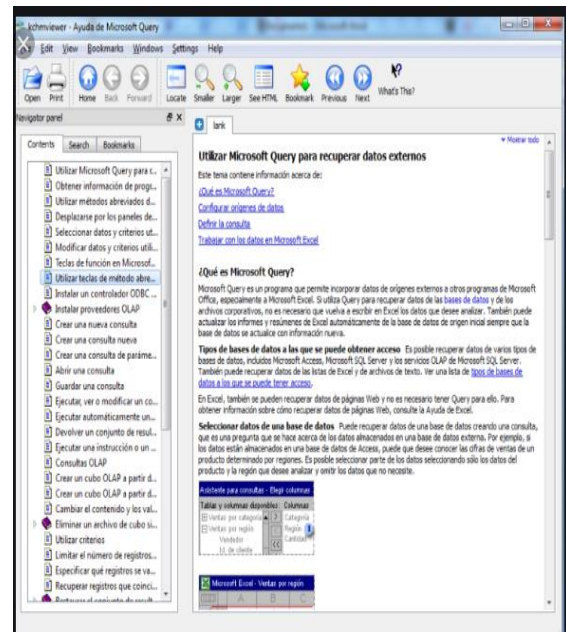 kchmviewer - Ayuda de Microsoft Query
Edit View Bookmarks Windows Settings Help
Open Print Home Back Forward Locate Smaller Larger See HTML Bookmark Previous Next What's This?
Navigator panel
Contents Search Bookmarks
Utilizar Microsoft Query para r...
Obtener información de progr...
Utilizar métodos abreviados d...
Desplazarse por los paneles de...
Seleccionar datos y criterios ut...
Modificar datos y criterios utili...
Teclas de función en Microsof...
Utilizar teclas de método abre...
Instalar un controlador ODBC ...
Instalar proveedores OLAP
Crear una nueva consulta
Crear una consulta nueva
Crear una consulta de paráme...
Abrir una consulta
Guardar una consulta
Ejecutar, ver o modificar un co...
Ejecutar automáticamente un...
Devolver un conjunto de resul...
Ejecutar una instrucción o un ...
Consultas OLAP
Crear un cubo OLAP a partir d...
Crear un cubo OLAP a partir d...
Cambiar el contenido y los val...
Eliminar un archivo de cubo si...
Utilizar criterios
Limitar el número de registros...
Especificar qué registros se va...
Recuperar registros que coinci...
lank
Mostrar todo
Utilizar Microsoft Query para recuperar datos externos
Este tema contiene información acerca de:
¿Qué es Microsoft Query?
Configurar orígenes de datos
Definir la consulta
Trabajar con los datos en Microsoft Excel
¿Qué es Microsoft Query?
Microsoft Query es un programa que permite incorporar datos de orígenes externos a otros programas de Microsoft
Office, especialmente a Microsoft Excel. Si utiliza Query para recuperar datos de las bases de datos y de los
archivos corporativos, no es necesario que vuelva a escribir en Excel los datos que desee analizar. También puede
actualizar los informes y resúmenes de Excel automáticamente de la base de datos de origen inicial siempre que la
base de datos se actualice con información nueva.
Tipos de bases de datos a las que se puede obtener acceso Es posible recuperar datos de varios tipos de
bases de datos, incluidos Microsoft Access, Microsoft SQL Server y los servicios OLAP de Microsoft SQL Server.
También puede recuperar datos de las listas de Excel y de archivos de texto. Ver una lista de tipos de bases de
datos a los que se puede tener acceso.
En Excel, también se pueden recuperar datos de páginas Web y no es necesario tener Query para ello. Para
obtener información sobre cómo recuperar datos de páginas Web, consulte la Ayuda de Excel.
Seleccionar datos de una base de datos Puede recuperar datos de una base de datos creando una consulta,
que es una pregunta que se hace acerca de los datos almacenados en una base de datos externa. Por ejemplo, si
los datos están almacenados en una base de datos de Access, puede que desee conocer las cifras de ventas de un
producto determinado por regiones. Es posible seleccionar parte de los datos seleccionando sólo los datos del
producto y la región que desee analizar y omitir los datos que no necesite.
Asistente para consultas - Elegir columnas
Tablas y columnas disponibles: Columnas
Ventas por categoría > Categoría
Ventas por región Región 1
Vendedor << Cantidad
Id. de cliente
Microsoft Excel - Ventas por región
A B C